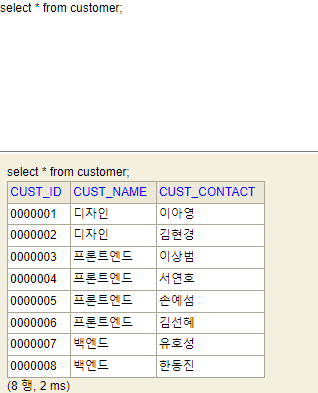 select * from customer;
select * from customer;
CUST_ID CUST_NAME CUST_CONTACT
0000001 디자인 이아영
0000002 디자인 김현경
0000003 프론트엔드 이상범
0000004 프론트엔드 서연호
0000005 프론트엔드 손예섬
0000006 프론트엔드 김선혜
0000007 백엔드 유호성
0000008 백엔드 한동진
(8 행, 2 ms)